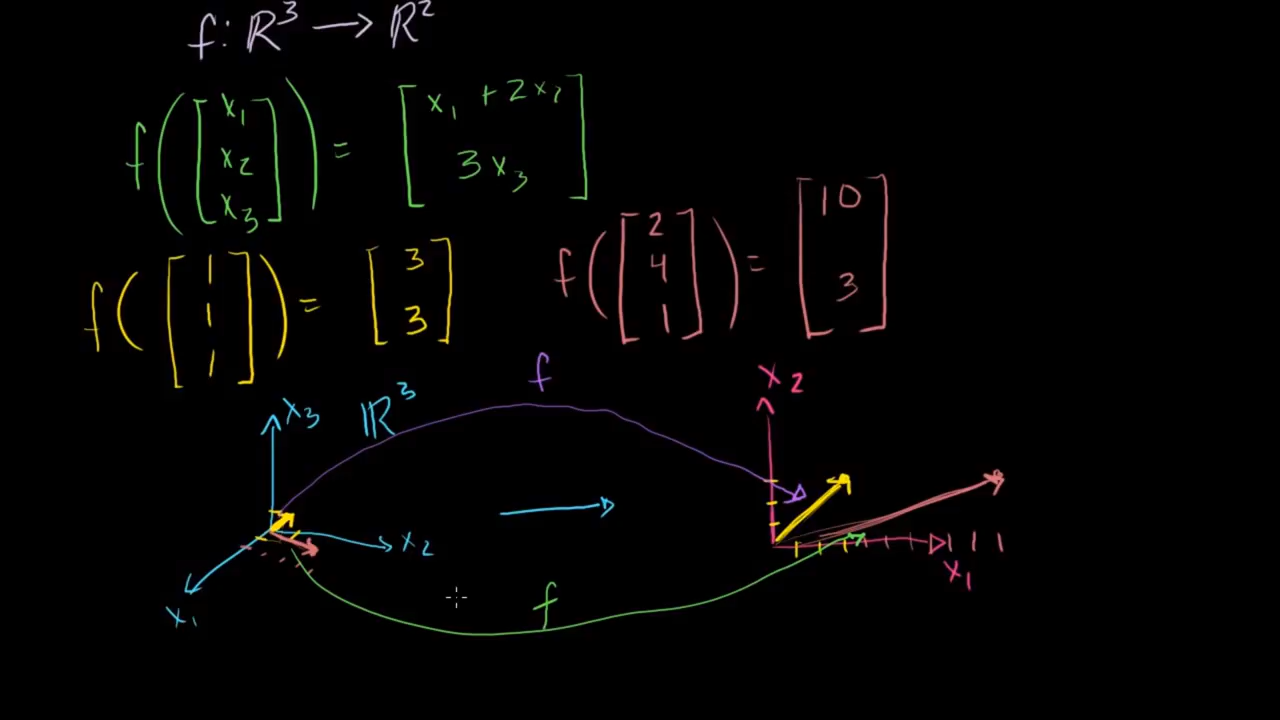 f: ℝ³ → ℝ²
f([x₁ x₂ x₃]) = [x₁ + 2x₂ 3x₃]
f([1 1 1]) = [3 3]
f([2 4 1]) = [10 3]
f
x₃ ℝ³
x₂
x₂
x₁
x₁
f